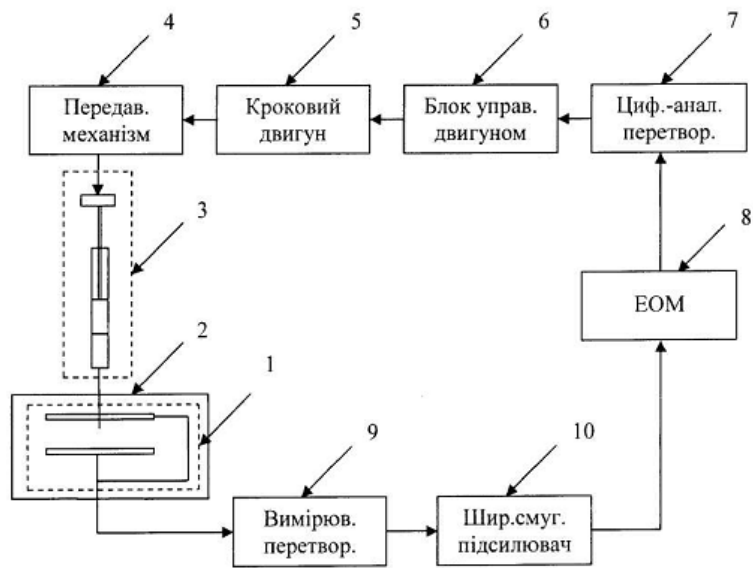 4
5
6
7
Передав.
механізм
Кроковий
двигун
Блок управ.
двигуном
Циф.-анал.
перетвор.
3
8
ЕОМ
2
1
9
10
Вимірюв.
перетвор.
Шир.смуг.
підсилювач